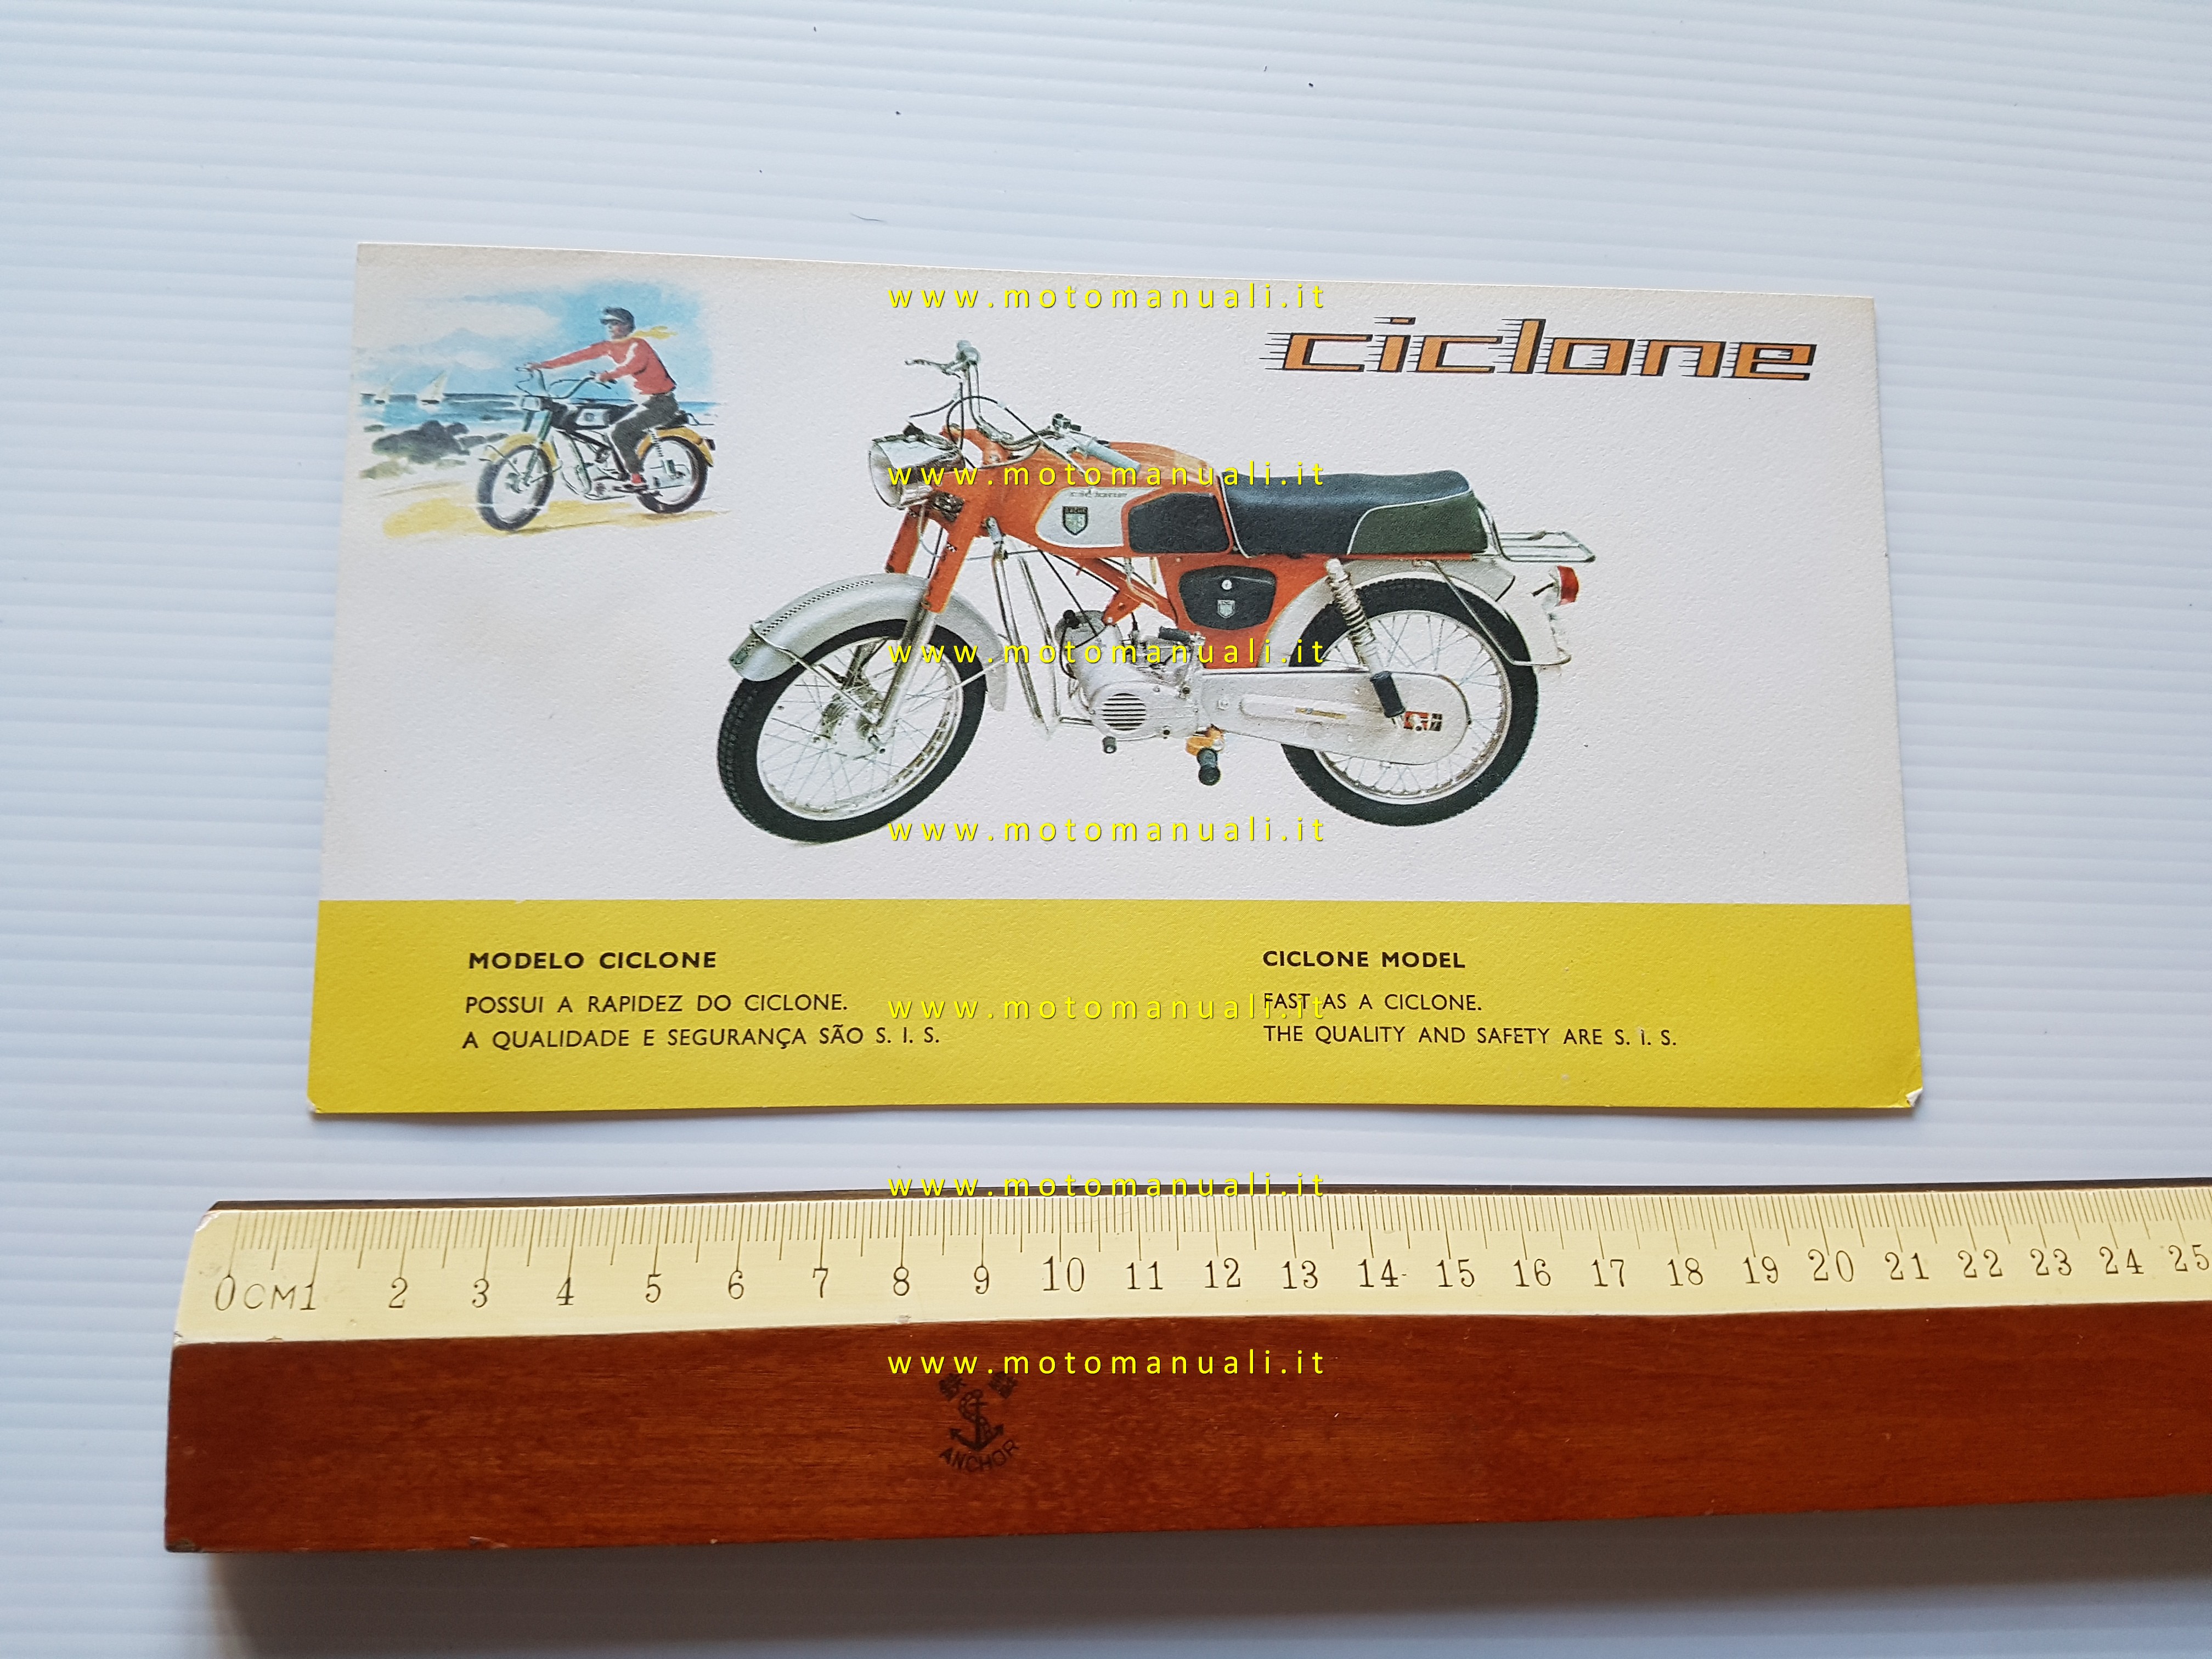 www.motomanuali.it
ciclone
www.motomanuali.it
ciclone
www.motomanuali.it
www.motomanuali.it
MODELO CICLONE
POSSUI A RAPIDEZ DO CICLONE.
A QUALIDADE E SEGURANÇA SÃO S. I. S.
CICLONE MODEL
FAST AS A CICLONE.
THE QUALITY AND SAFETY ARE S. I. S.
www.motomanuali.it
www.motomanuali.it
0CM1 2 3 4 5 6 7 8 9 10 11 12 13 14 15 16 17 18 19 20 21 22 23 24 25
www.motomanuali.it
ANCHOR